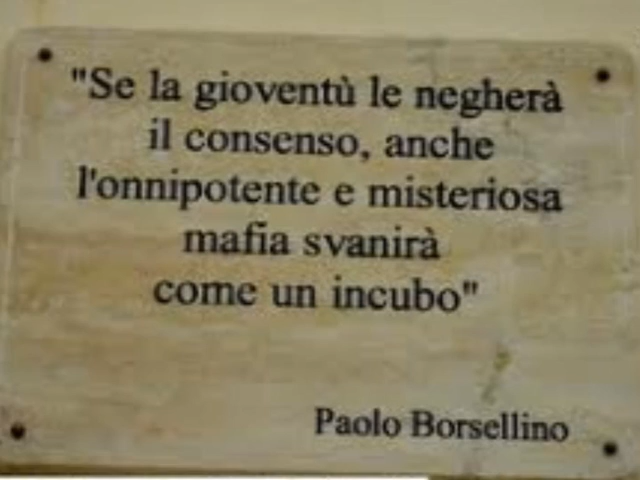 "Se la gioventù le negherà
il consenso, anche
l'onnipotente e misteriosa
mafia svanirà
come un incubo"
Paolo Borsellino